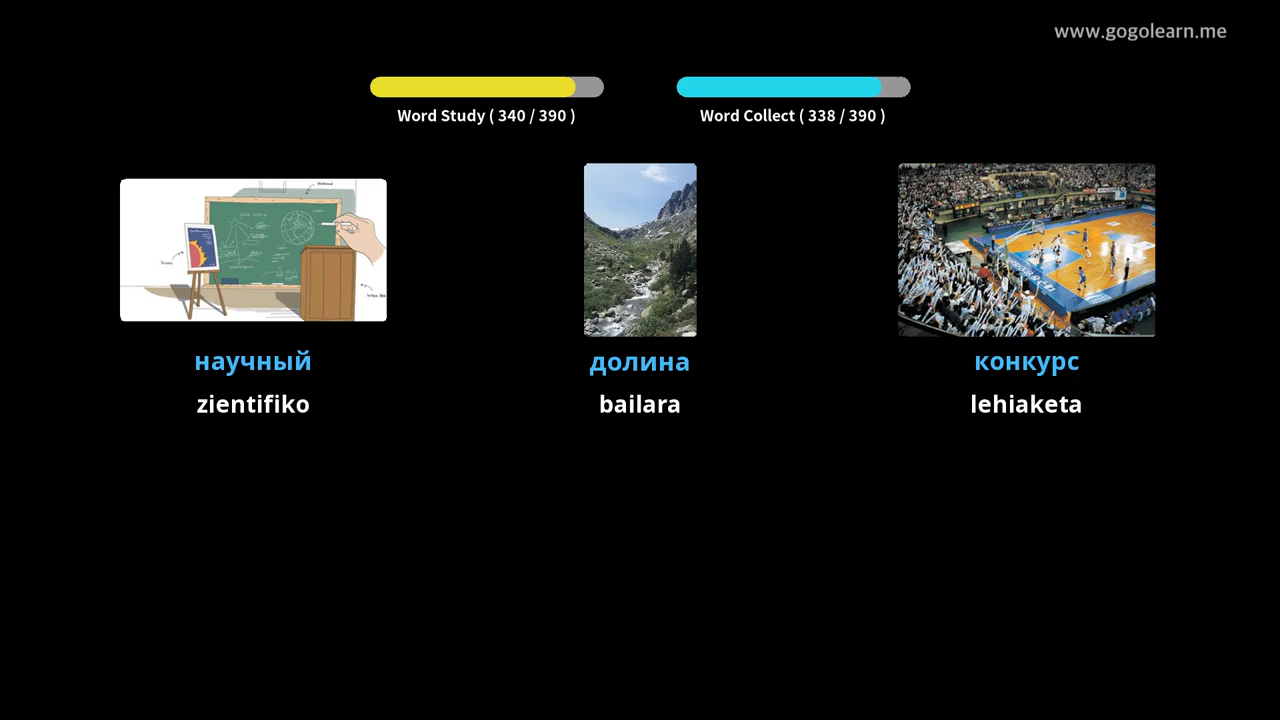 www.gogolearn.me
Word Study ( 340 / 390 )
Word Collect ( 338 / 390 )
научный
долина
конкурс
zientifiko
bailara
lehiaketa